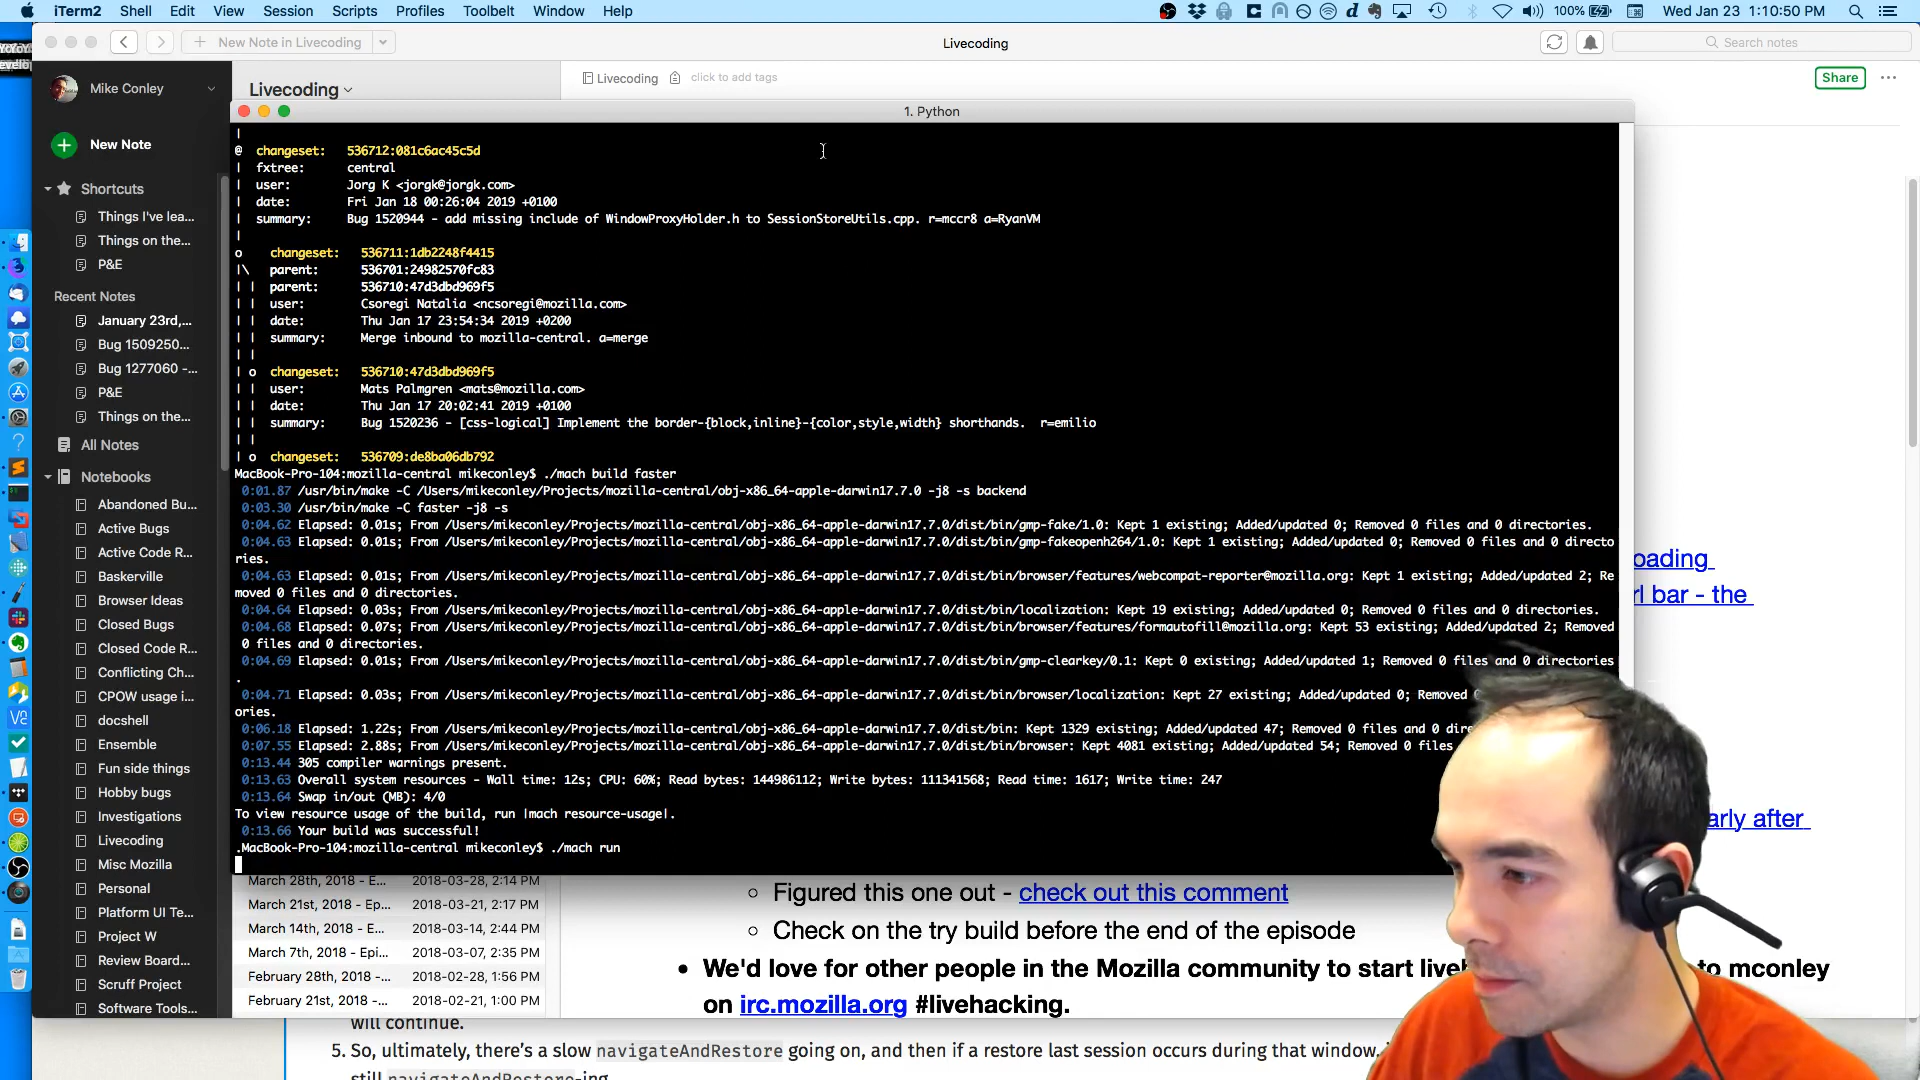 iTerm2 Shell Edit View Session Scripts Profiles Toolbelt Window Help 100% Wed Jan 23 1:10:50 PM
New Note in Livecoding
Livecoding
Search notes
Mike Conley
Livecoding
Livecoding click to add tags
Share
New Note
Shortcuts
Things I've lea...
Things on the...
P&E
Recent Notes
January 23rd,...
Bug 1509250...
Bug 1277060 -...
P&E
Things on the...
All Notes
Notebooks
Abandoned Bu...
Active Bugs
Active Code R...
Baskerville
Browser Ideas
Closed Bugs
Closed Code R...
Conflicting Ch...
CPOW usage i...
docshell
Ensemble
Fun side things
Hobby bugs
Investigations
Livecoding
Misc Mozilla
Personal
Platform UI Te...
Project W
Review Board...
Scruff Project
Software Tools...
1. Python
|
@ changeset: 536712:081c6ac45c5d
| fxtree: central
| user: Jorg K <jorgk@jorgk.com>
| date: Fri Jan 18 00:26:04 2019 +0100
| summary: Bug 1520944 - add missing include of WindowProxyHolder.h to SessionStoreUtils.cpp. r=mccr8 a=RyanVM
|
o changeset: 536711:1db2248f4415
|\ parent: 536701:24982570fc83
| | parent: 536710:47d3dbd969f5
| | user: Csoregi Natalia <ncsoregi@mozilla.com>
| | date: Thu Jan 17 23:54:34 2019 +0200
| | summary: Merge inbound to mozilla-central. a=merge
| |
| o changeset: 536710:47d3dbd969f5
| | user: Mats Palmgren <mats@mozilla.com>
| | date: Thu Jan 17 20:02:41 2019 +0100
| | summary: Bug 1520236 - [css-logical] Implement the border-{block,inline}-{color,style,width} shorthands. r=emilio
| |
| o changeset: 536709:de8ba06db792
MacBook-Pro-104:mozilla-central mikeconley$ ./mach build faster
0:01.87 /usr/bin/make -C /Users/mikeconley/Projects/mozilla-central/obj-x86_64-apple-darwin17.7.0 -j8 -s backend
0:03.30 /usr/bin/make -C faster -j8 -s
0:04.62 Elapsed: 0.01s; From /Users/mikeconley/Projects/mozilla-central/obj-x86_64-apple-darwin17.7.0/dist/bin/gmp-fake/1.0: Kept 1 existing; Added/updated 0; Removed 0 files and 0 directories.
0:04.63 Elapsed: 0.01s; From /Users/mikeconley/Projects/mozilla-central/obj-x86_64-apple-darwin17.7.0/dist/bin/gmp-fakeopenh264/1.0: Kept 1 existing; Added/updated 0; Removed 0 files and 0 directo
ries.
0:04.63 Elapsed: 0.01s; From /Users/mikeconley/Projects/mozilla-central/obj-x86_64-apple-darwin17.7.0/dist/bin/browser/features/webcompat-reporter@mozilla.org: Kept 1 existing; Added/updated 2; Re
moved 0 files and 0 directories.
0:04.64 Elapsed: 0.03s; From /Users/mikeconley/Projects/mozilla-central/obj-x86_64-apple-darwin17.7.0/dist/bin/localization: Kept 19 existing; Added/updated 0; Removed 0 files and 0 directories.
0:04.68 Elapsed: 0.07s; From /Users/mikeconley/Projects/mozilla-central/obj-x86_64-apple-darwin17.7.0/dist/bin/browser/features/formautofill@mozilla.org: Kept 53 existing; Added/updated 2; Removed
0 files and 0 directories.
0:04.69 Elapsed: 0.01s; From /Users/mikeconley/Projects/mozilla-central/obj-x86_64-apple-darwin17.7.0/dist/bin/gmp-clearkey/0.1: Kept 0 existing; Added/updated 1; Removed 0 files and 0 directories
.
0:04.71 Elapsed: 0.03s; From /Users/mikeconley/Projects/mozilla-central/obj-x86_64-apple-darwin17.7.0/dist/bin/browser/localization: Kept 27 existing; Added/updated 0; Removed
ories.
0:06.18 Elapsed: 1.22s; From /Users/mikeconley/Projects/mozilla-central/obj-x86_64-apple-darwin17.7.0/dist/bin: Kept 1329 existing; Added/updated 47; Removed 0 files and 0 d
0:07.55 Elapsed: 2.88s; From /Users/mikeconley/Projects/mozilla-central/obj-x86_64-apple-darwin17.7.0/dist/bin/browser: Kept 4081 existing; Added/updated 54; Removed 0 files
0:13.44 305 compiler warnings present.
0:13.63 Overall system resources - Wall time: 12s; CPU: 60%; Read bytes: 144986112; Write bytes: 111341568; Read time: 1617; Write time: 247
0:13.64 Swap in/out (MB): 4/0
To view resource usage of the build, run |mach resource-usage|.
0:13.66 Your build was successful!
.MacBook-Pro-104:mozilla-central mikeconley$ ./mach run
oading
rl bar - the
arly after
March 28th, 2018 - E... 2018-03-28, 2:14 PM
March 21st, 2018 - Ep... 2018-03-21, 2:17 PM
March 14th, 2018 - E... 2018-03-14, 2:44 PM
March 7th, 2018 - Epi... 2018-03-07, 2:35 PM
February 28th, 2018 -... 2018-02-28, 1:56 PM
February 21st, 2018 -... 2018-02-21, 1:00 PM
Figured this one out - check out this comment
Check on the try build before the end of the episode
We'd love for other people in the Mozilla community to start live to mconley
on irc.mozilla.org #livehacking.
will continue.
5. So, ultimately, there's a slow navigateAndRestore going on, and then if a restore last session occurs during that window,
still navigateAndRestore-ing